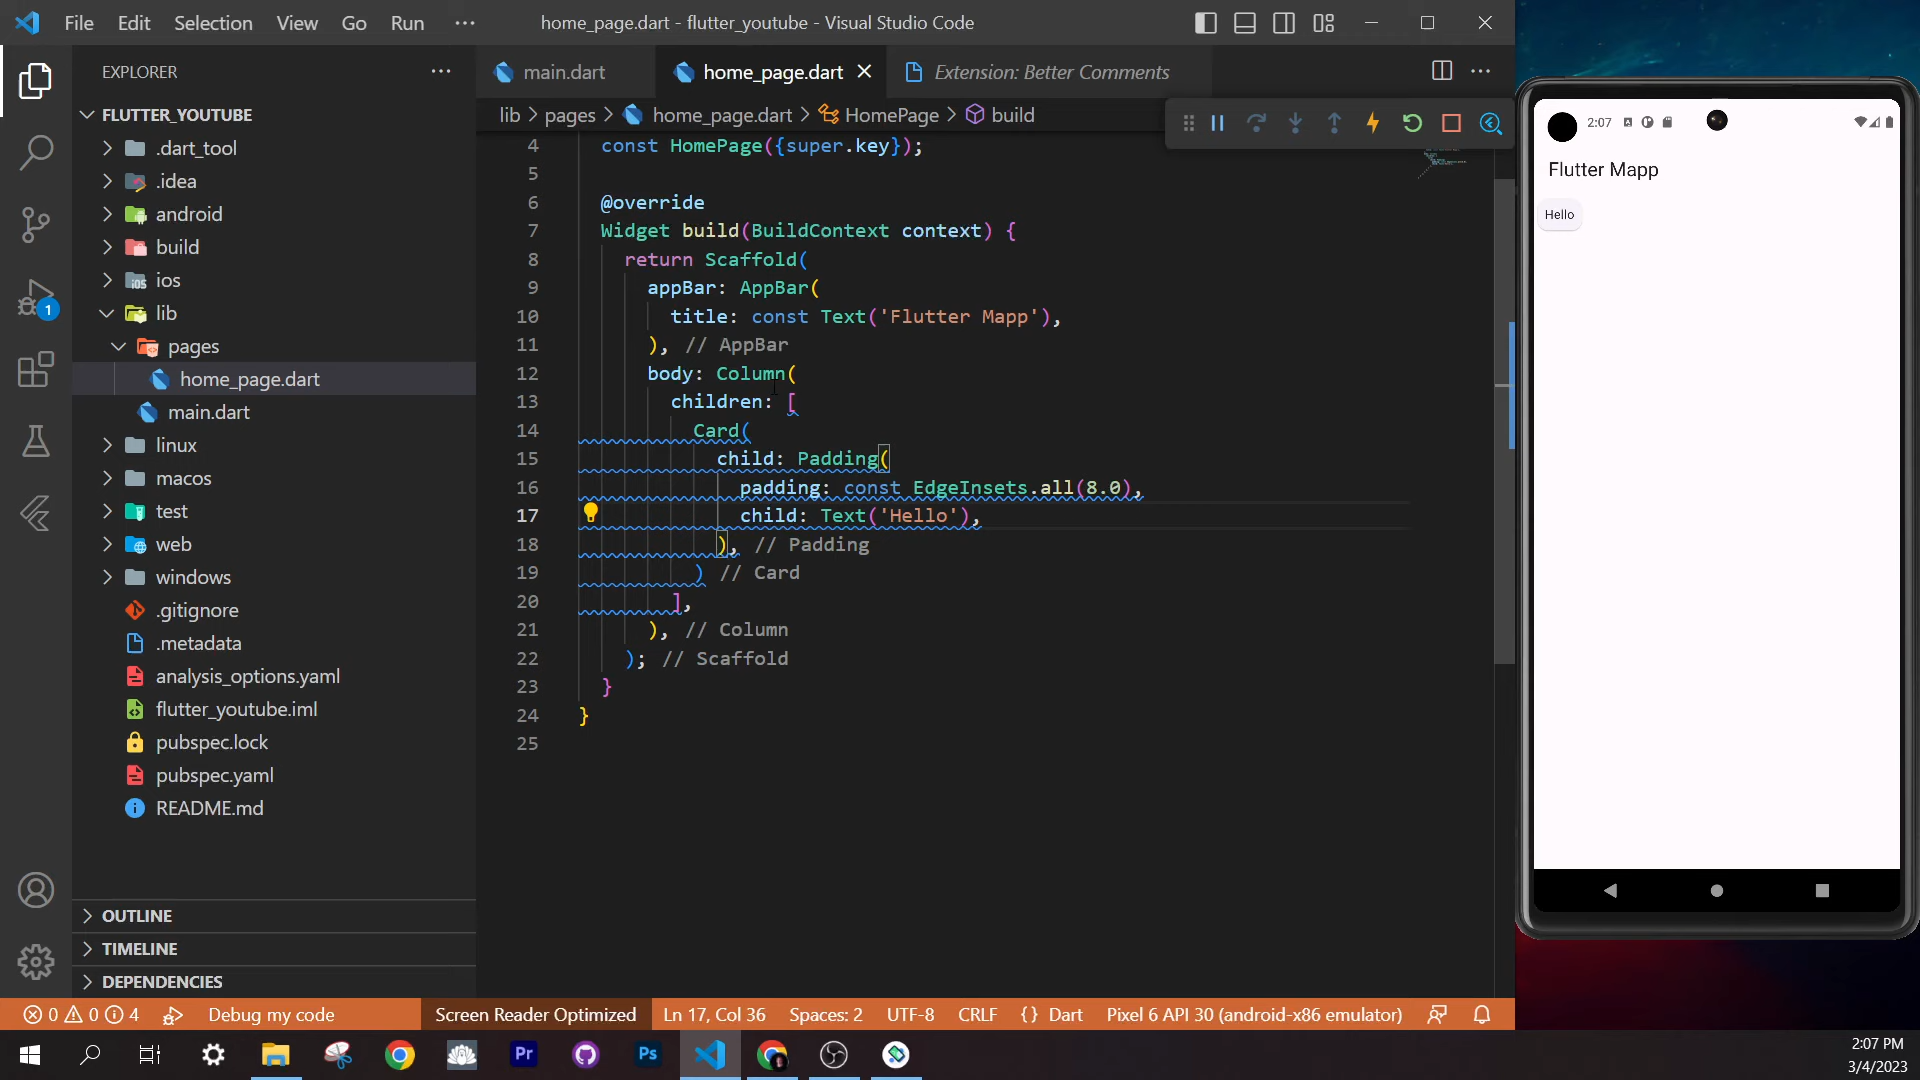 File Edit Selection View Go Run ··· home_page.dart - flutter_youtube - Visual Studio Code
EXPLORER
FLUTTER_YOUTUBE
.dart_tool
.idea
android
build
ios
lib
pages
home_page.dart
main.dart
linux
macos
test
web
windows
.gitignore
.metadata
analysis_options.yaml
flutter_youtube.iml
pubspec.lock
pubspec.yaml
README.md
OUTLINE
TIMELINE
DEPENDENCIES
1
main.dart home_page.dart Extension: Better Comments
lib > pages > home_page.dart > HomePage > build
4 const HomePage({super.key});
5
6 @override
7 Widget build(BuildContext context) {
8 return Scaffold(
9 appBar: AppBar(
10 title: const Text('Flutter Mapp'),
11 ), // AppBar
12 body: Column(
13 children: [
14 Card(
15 child: Padding(
16 padding: const EdgeInsets.all(8.0),
17 child: Text('Hello'),
18 ), // Padding
19 ) // Card
20 ],
21 ), // Column
22 ); // Scaffold
23 }
24 }
25
2:07
Flutter Mapp
Hello
0 0 4 Debug my code Screen Reader Optimized Ln 17, Col 36 Spaces: 2 UTF-8 CRLF {} Dart Pixel 6 API 30 (android-x86 emulator)
Pr Ps
2:07 PM
3/4/2023